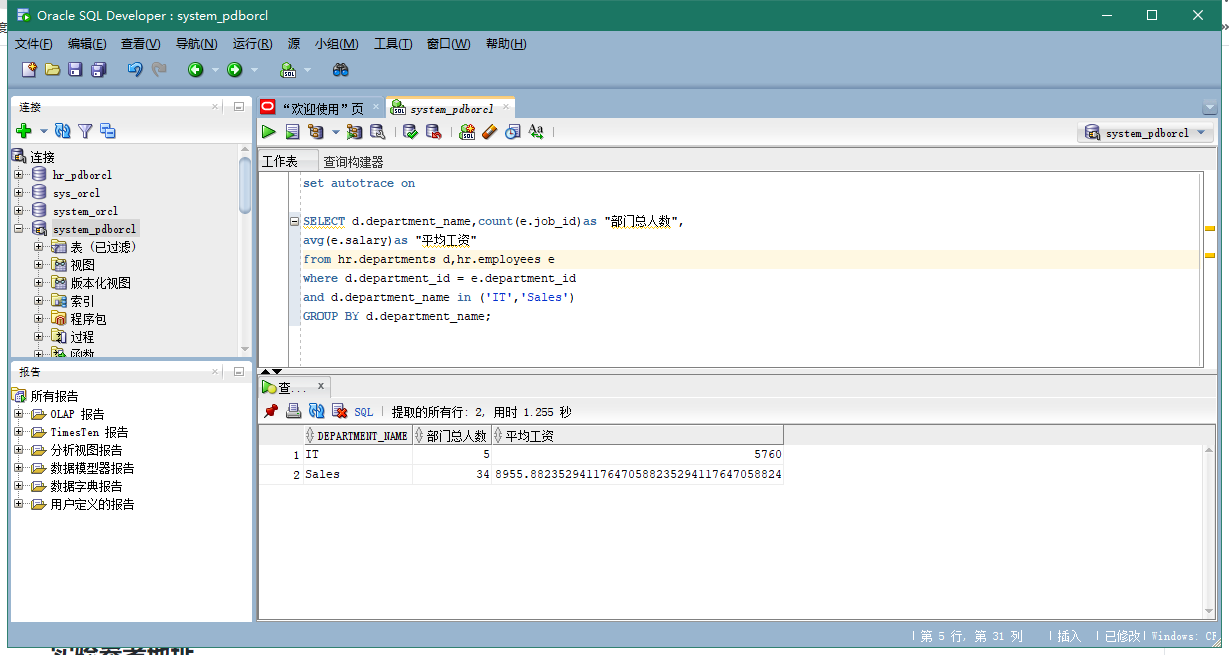 Oracle SQL Developer : system_pdborcl
文件(F) 编辑(E) 查看(V) 导航(N) 运行(R) 源 小组(M) 工具(T) 窗口(W) 帮助(H)
连接
连接
hr_pdborcl
sys_orcl
system_orcl
system_pdborcl
表 (已过滤)
视图
版本化视图
索引
程序包
过程
函数
报告
所有报告
OLAP 报告
TimesTen 报告
分析视图报告
数据模型器报告
数据字典报告
用户定义的报告
“欢迎使用”页 system_pdborcl
system_pdborcl
工作表 查询构建器
set autotrace on
SELECT d.department_name,count(e.job_id)as "部门总人数",
avg(e.salary)as "平均工资"
from hr.departments d,hr.employees e
where d.department_id = e.department_id
and d.department_name in ('IT','Sales')
GROUP BY d.department_name;
查...
SQL 提取的所有行: 2, 用时 1.255 秒
DEPARTMENT_NAME 部门总人数 平均工资
1 IT 5 5760
2 Sales 34 8955.88235294117647058823529411764705882​4
第 5 行, 第 31 列 插入 已修改 Windows: CR